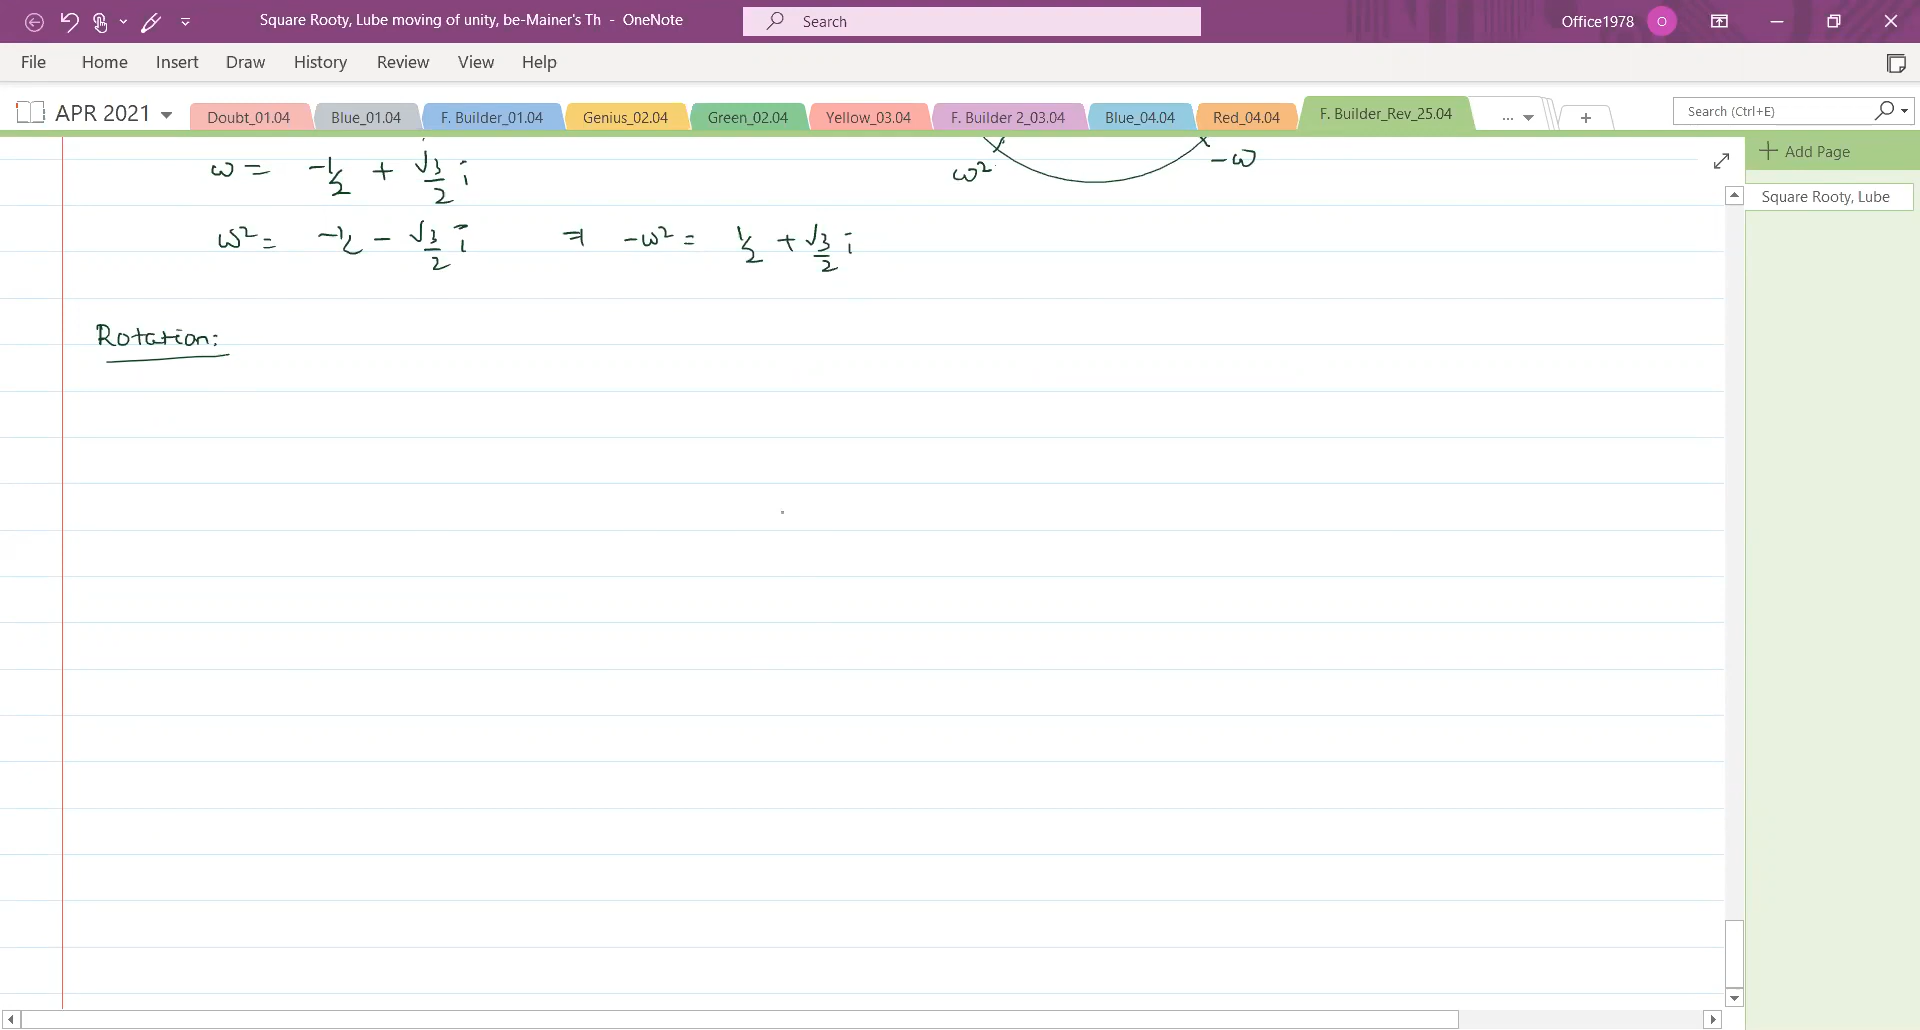 Square Rooty, Lube moving of unity, be-Mainer's Th - OneNote
Search
Office1978
O
File Home Insert Draw History Review View Help
APR 2021
Doubt_01.04 Blue_01.04 F. Builder_01.04 Genius_02.04 Green_02.04 Yellow_03.04 F. Builder 2_03.04 Blue_04.04 Red_04.04 F. Builder_Rev_25.04 ...
Search (Ctrl+E)
Add Page
Square Rooty, Lube
ω = -1/2 + √3/2 i
ω² -ω
ω² = -1/2 - √3/2 i ⇒ -ω² = 1/2 + √3/2 i
Rotation: